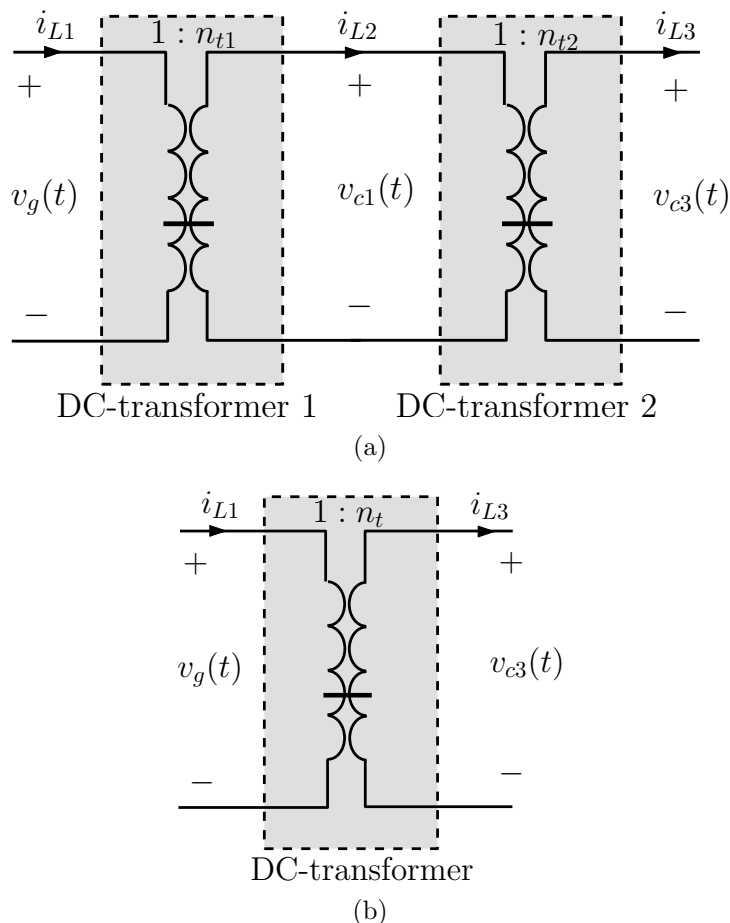 i_{L1} i_{L2} i_{L3}
1 : n_{t1} 1 : n_{t2}
+ + +
v_g(t) v_{c1}(t) v_{c3}(t)
− − −
DC-transformer 1 DC-transformer 2
(a)
i_{L1} 1 : n_t i_{L3}
+ +
v_g(t) v_{c3}(t)
− −
DC-transformer
(b)